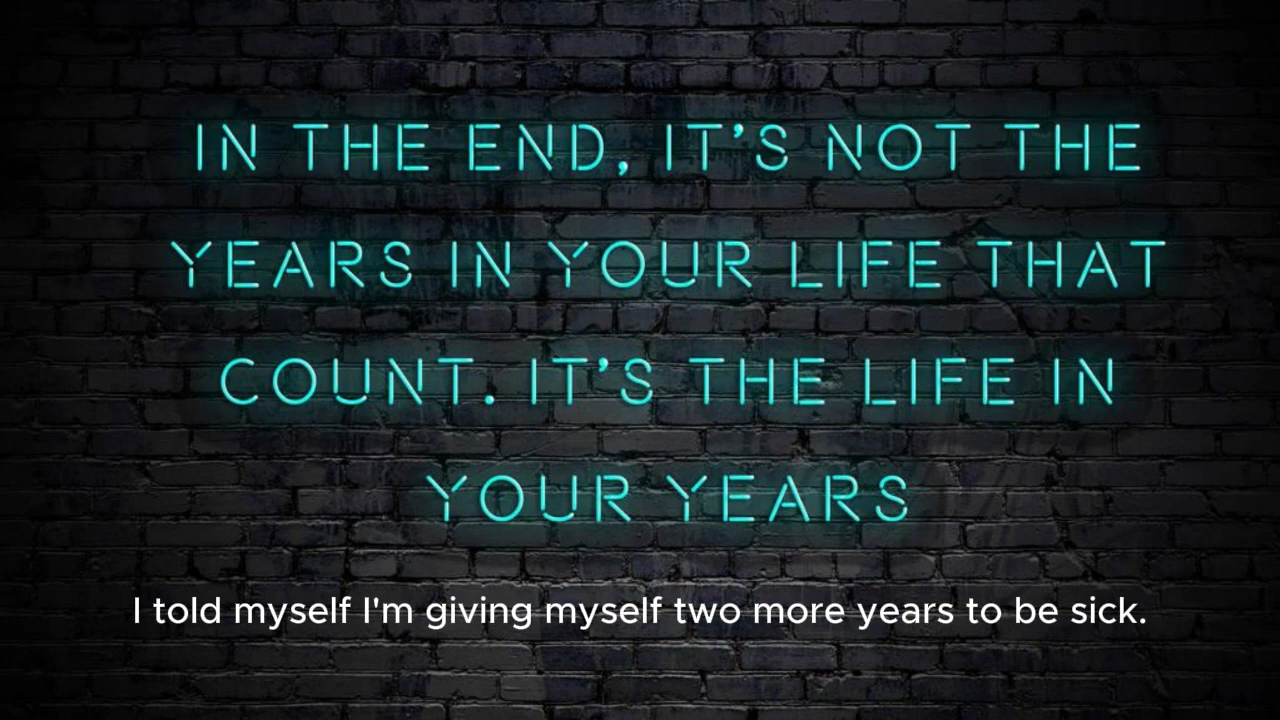 IN THE END, IT’S NOT THE
YEARS IN YOUR LIFE THAT
COUNT. IT’S THE LIFE IN
YOUR YEARS
I told myself I'm giving myself two more years to be sick.